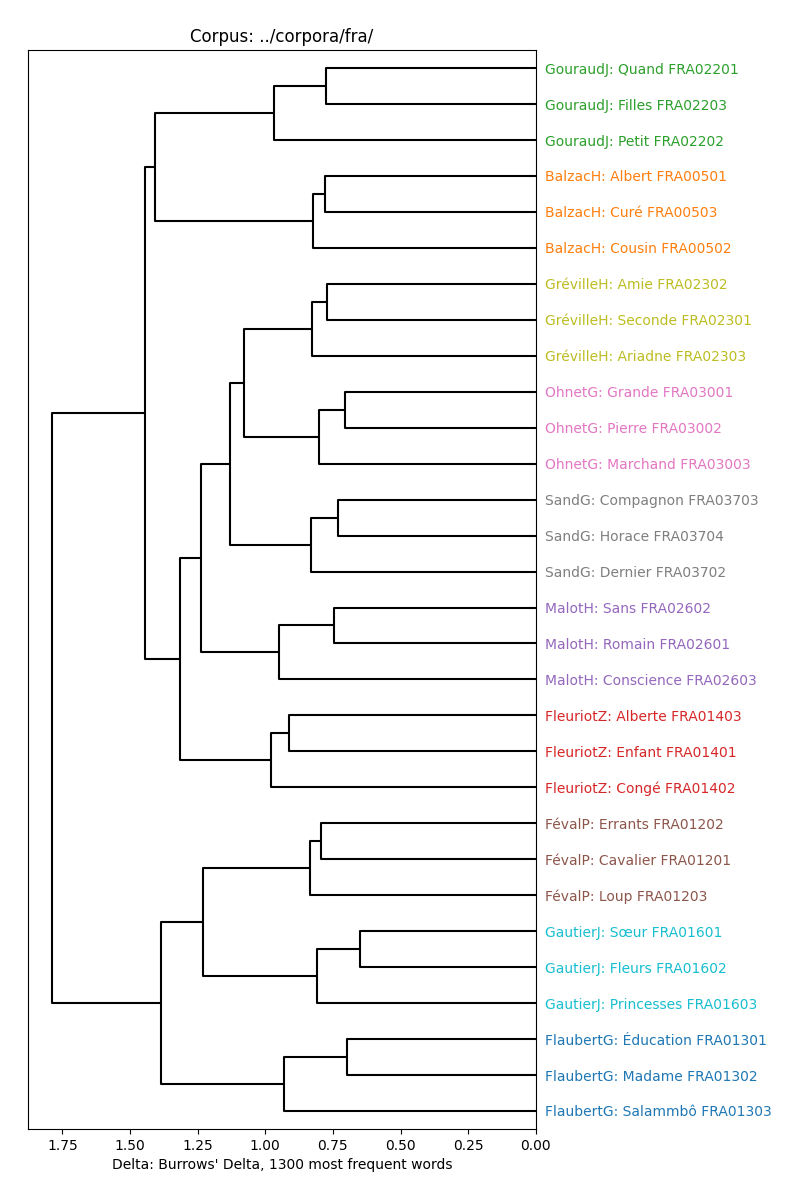 Corpus: ../corpora/fra/
GouraudJ: Quand FRA02201
GouraudJ: Filles FRA02203
GouraudJ: Petit FRA02202
BalzacH: Albert FRA00501
BalzacH: Curé FRA00503
BalzacH: Cousin FRA00502
GrévilleH: Amie FRA02302
GrévilleH: Seconde FRA02301
GrévilleH: Ariadne FRA02303
OhnetG: Grande FRA03001
OhnetG: Pierre FRA03002
OhnetG: Marchand FRA03003
SandG: Compagnon FRA03703
SandG: Horace FRA03704
SandG: Dernier FRA03702
MalotH: Sans FRA02602
MalotH: Romain FRA02601
MalotH: Conscience FRA02603
FleuriotZ: Alberte FRA01403
FleuriotZ: Enfant FRA01401
FleuriotZ: Congé FRA01402
FévalP: Errants FRA01202
FévalP: Cavalier FRA01201
FévalP: Loup FRA01203
GautierJ: Sœur FRA01601
GautierJ: Fleurs FRA01602
GautierJ: Princesses FRA01603
FlaubertG: Éducation FRA01301
FlaubertG: Madame FRA01302
FlaubertG: Salammbô FRA01303
1.75 1.50 1.25 1.00 0.75 0.50 0.25 0.00
Delta: Burrows' Delta, 1300 most frequent words